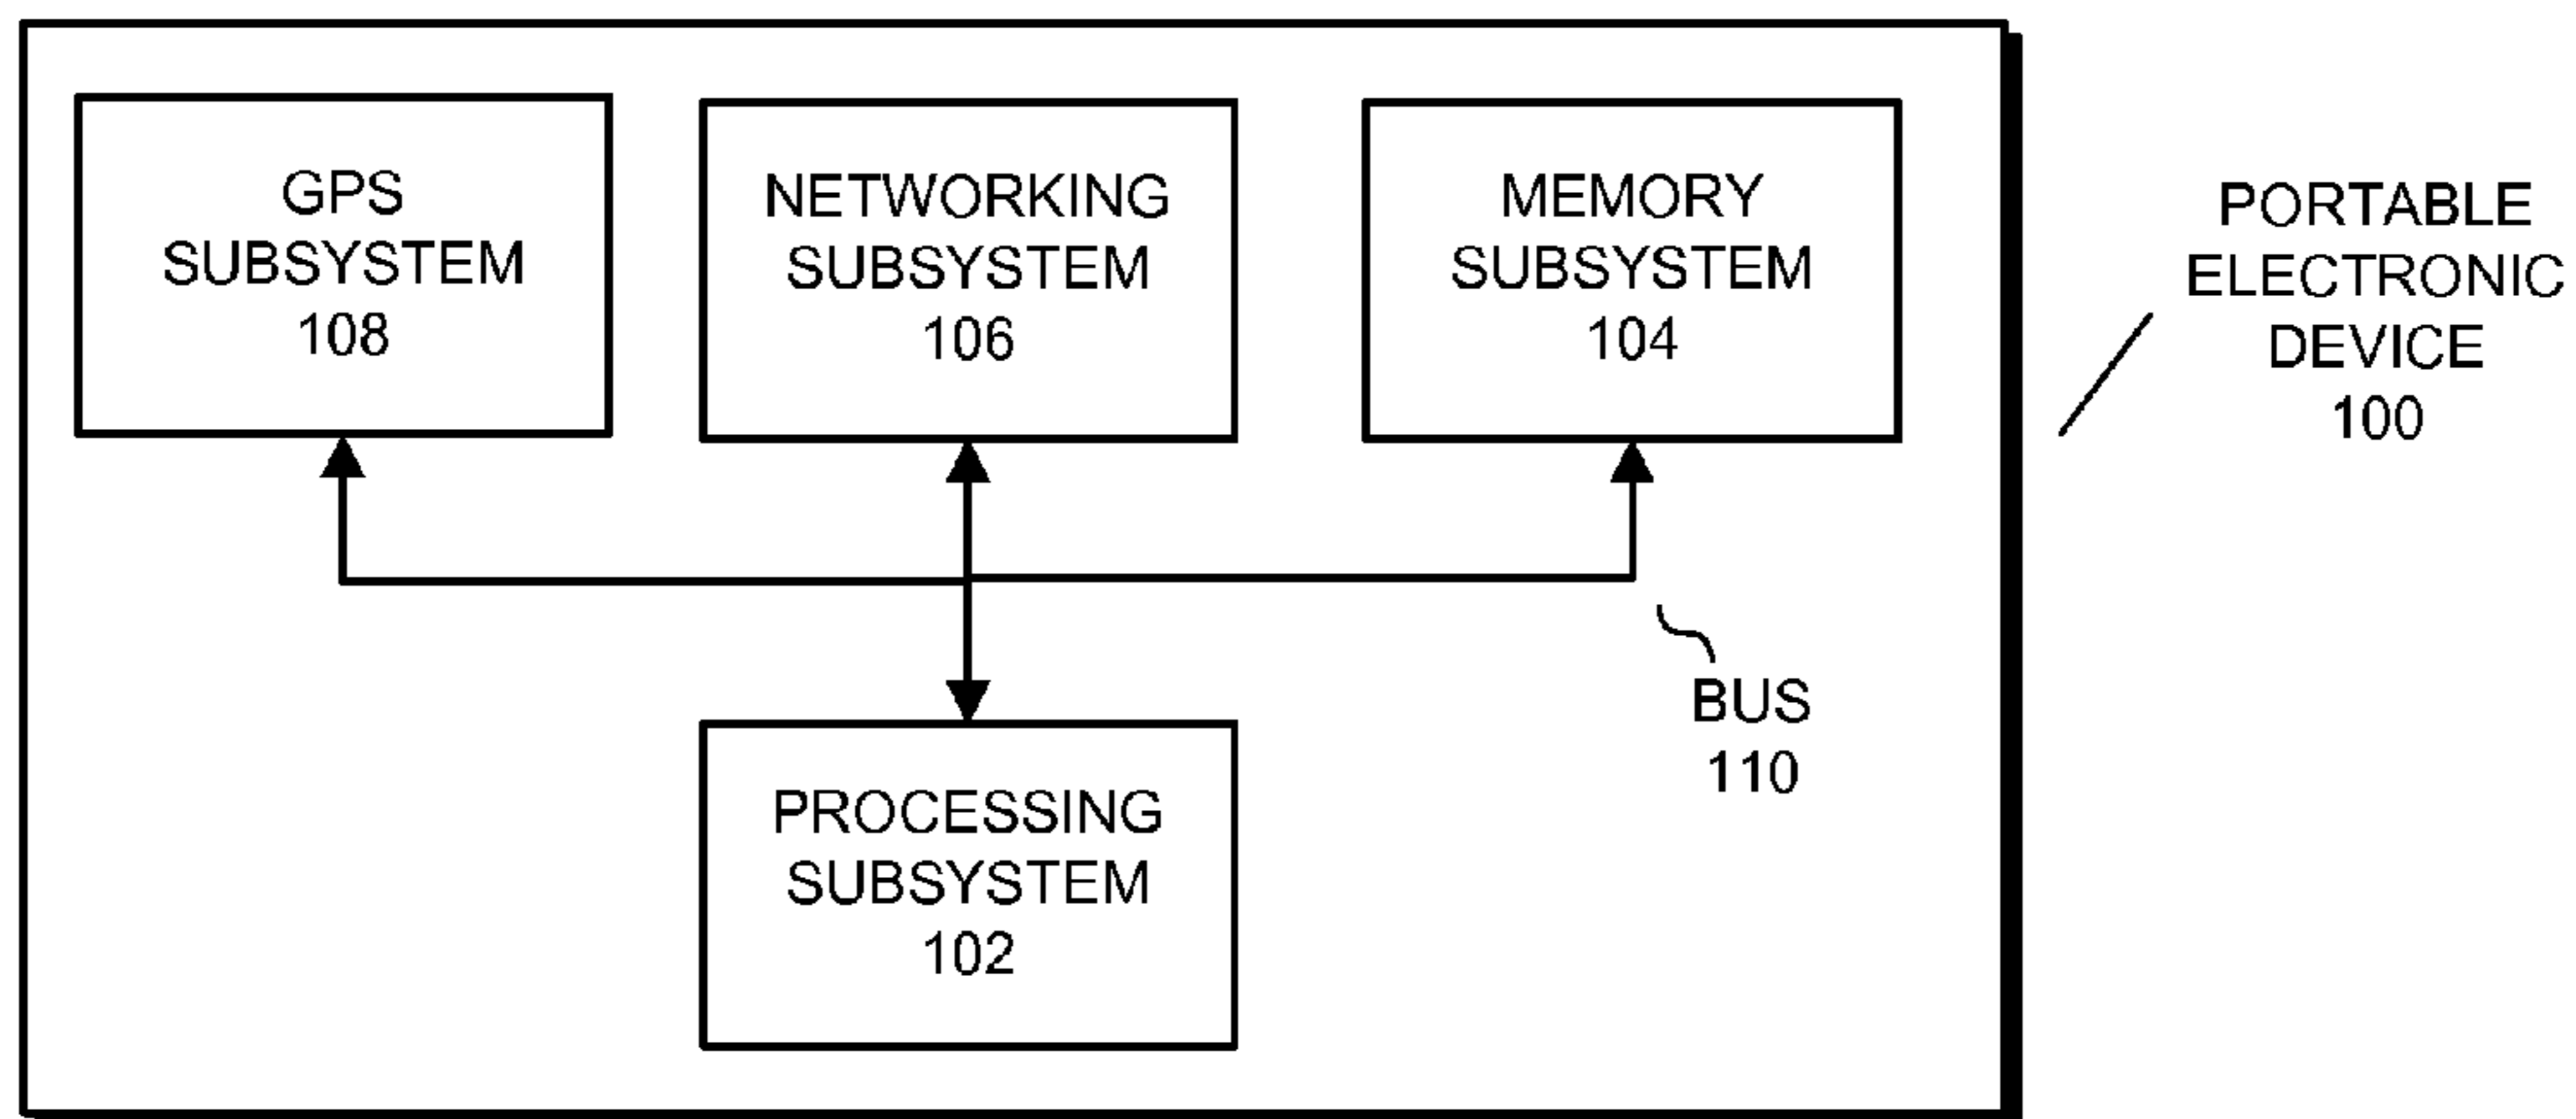 GPS
SUBSYSTEM
108
NETWORKING
SUBSYSTEM
106
MEMORY
SUBSYSTEM
104
PORTABLE
ELECTRONIC
DEVICE
100
BUS
110
PROCESSING
SUBSYSTEM
102